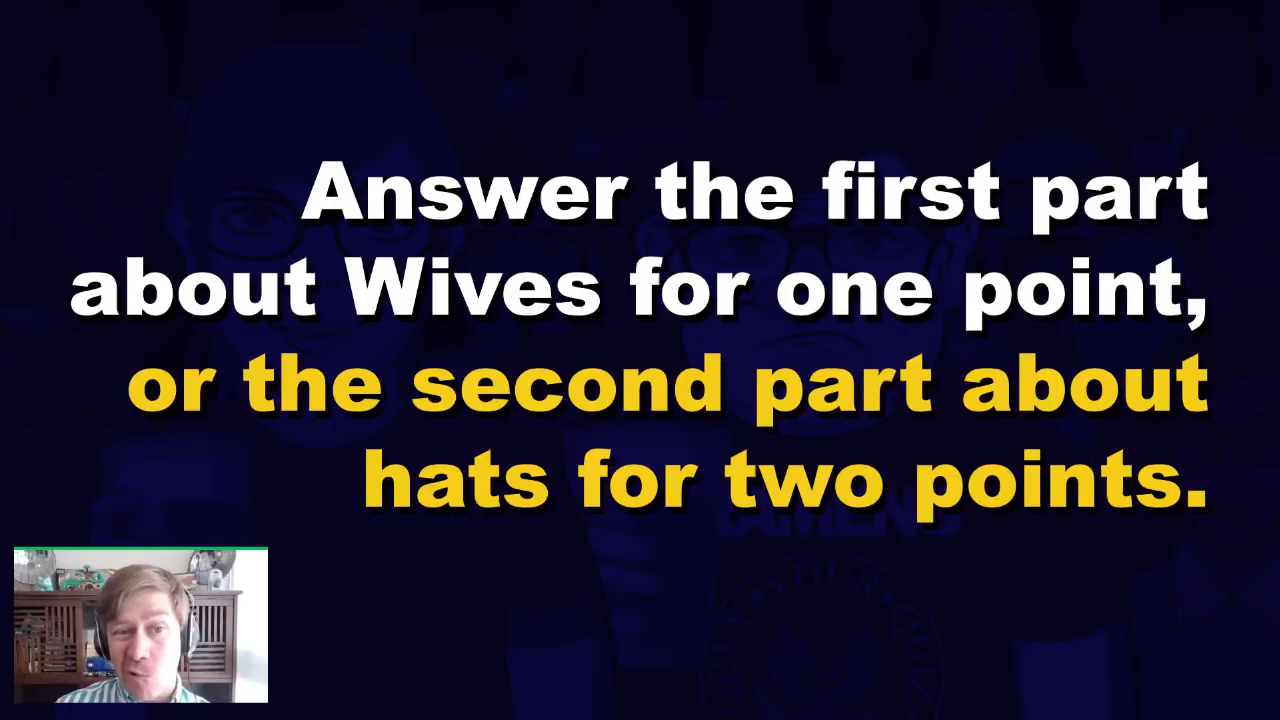 Answer the first part
about Wives for one point,
or the second part about
hats for two points.